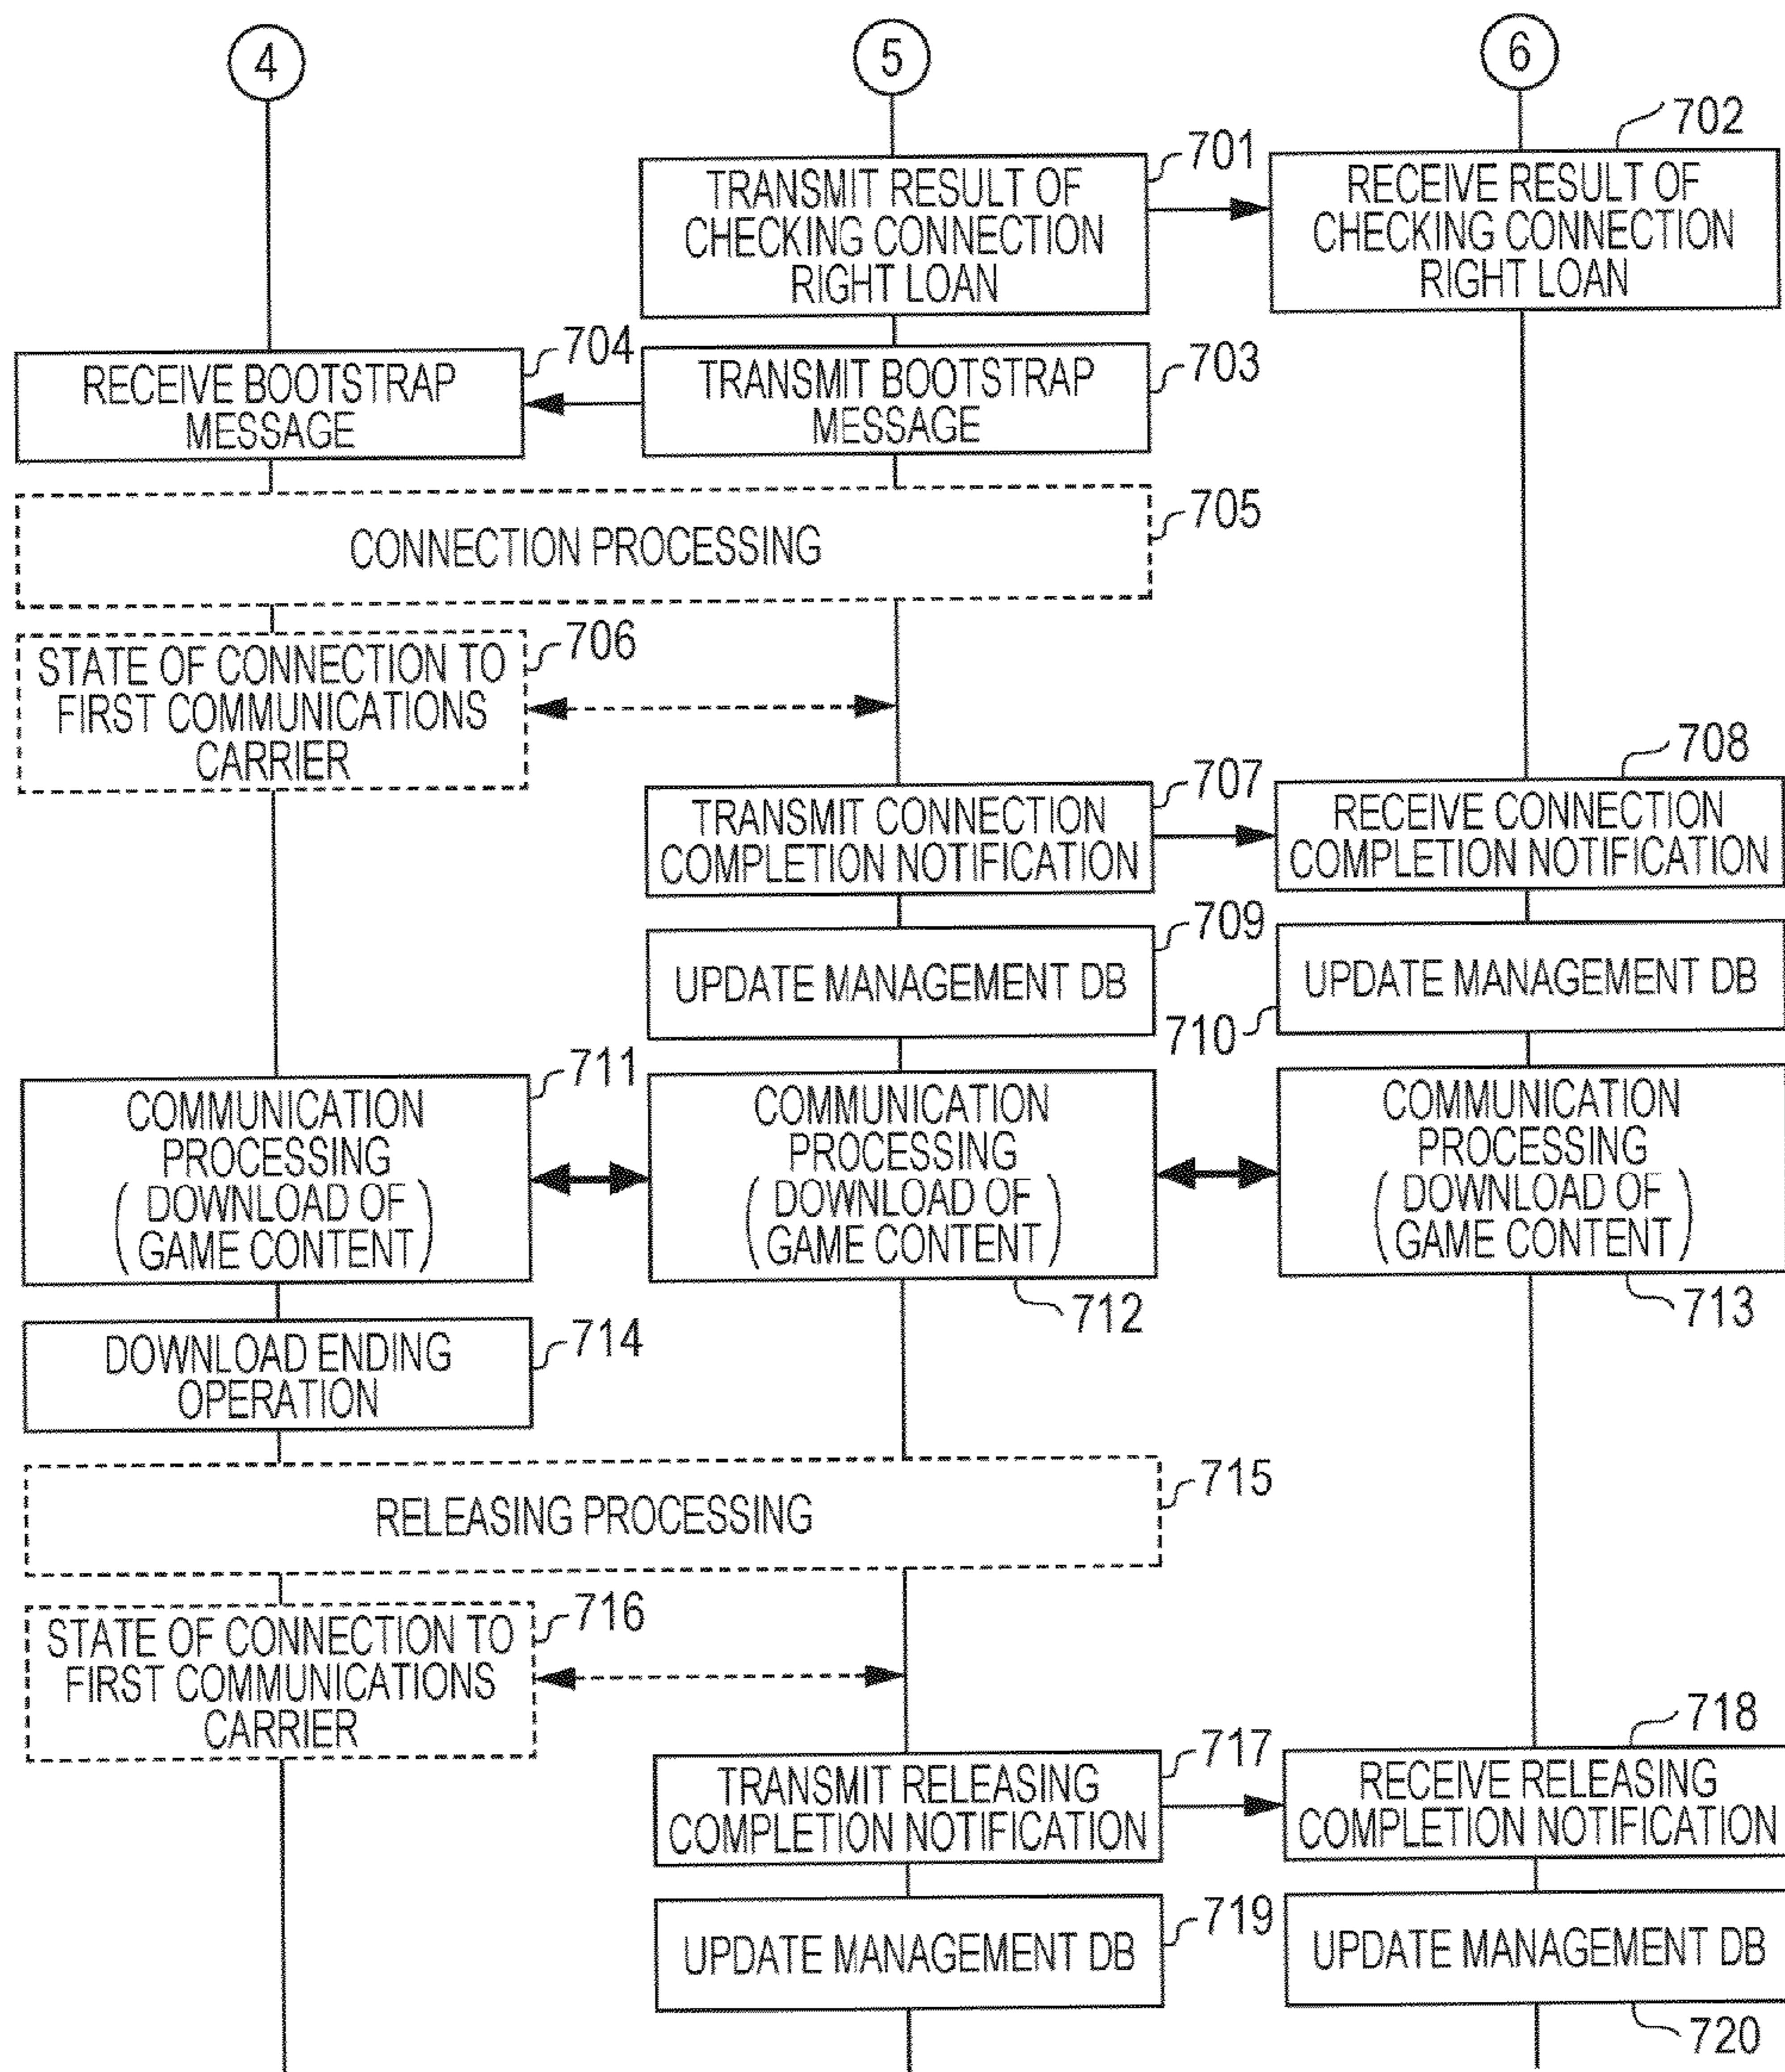 4
5
6
701
702
TRANSMIT RESULT OF
CHECKING CONNECTION
RIGHT LOAN
RECEIVE RESULT OF
CHECKING CONNECTION
RIGHT LOAN
704
703
RECEIVE BOOTSTRAP
MESSAGE
TRANSMIT BOOTSTRAP
MESSAGE
705
CONNECTION PROCESSING
706
STATE OF CONNECTION TO
FIRST COMMUNICATIONS
CARRIER
707
708
TRANSMIT CONNECTION
COMPLETION NOTIFICATION
RECEIVE CONNECTION
COMPLETION NOTIFICATION
709
UPDATE MANAGEMENT DB
710
UPDATE MANAGEMENT DB
711
COMMUNICATION
PROCESSING
(DOWNLOAD OF
GAME CONTENT)
COMMUNICATION
PROCESSING
(DOWNLOAD OF
GAME CONTENT)
712
COMMUNICATION
PROCESSING
(DOWNLOAD OF
GAME CONTENT)
713
714
DOWNLOAD ENDING
OPERATION
715
RELEASING PROCESSING
716
STATE OF CONNECTION TO
FIRST COMMUNICATIONS
CARRIER
717
718
TRANSMIT RELEASING
COMPLETION NOTIFICATION
RECEIVE RELEASING
COMPLETION NOTIFICATION
719
UPDATE MANAGEMENT DB
UPDATE MANAGEMENT DB
720